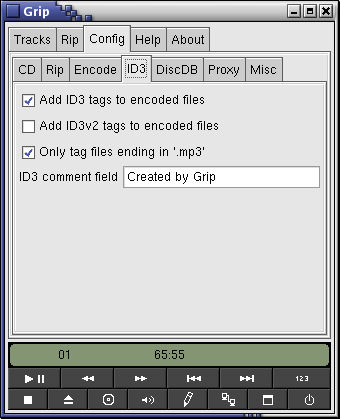 Grip
Tracks Rip Config Help About
CD Rip Encode ID3 DiscDB Proxy Misc
Add ID3 tags to encoded files
Add ID3v2 tags to encoded files
Only tag files ending in '.mp3'
ID3 comment field Created by Grip
01 65:55
123